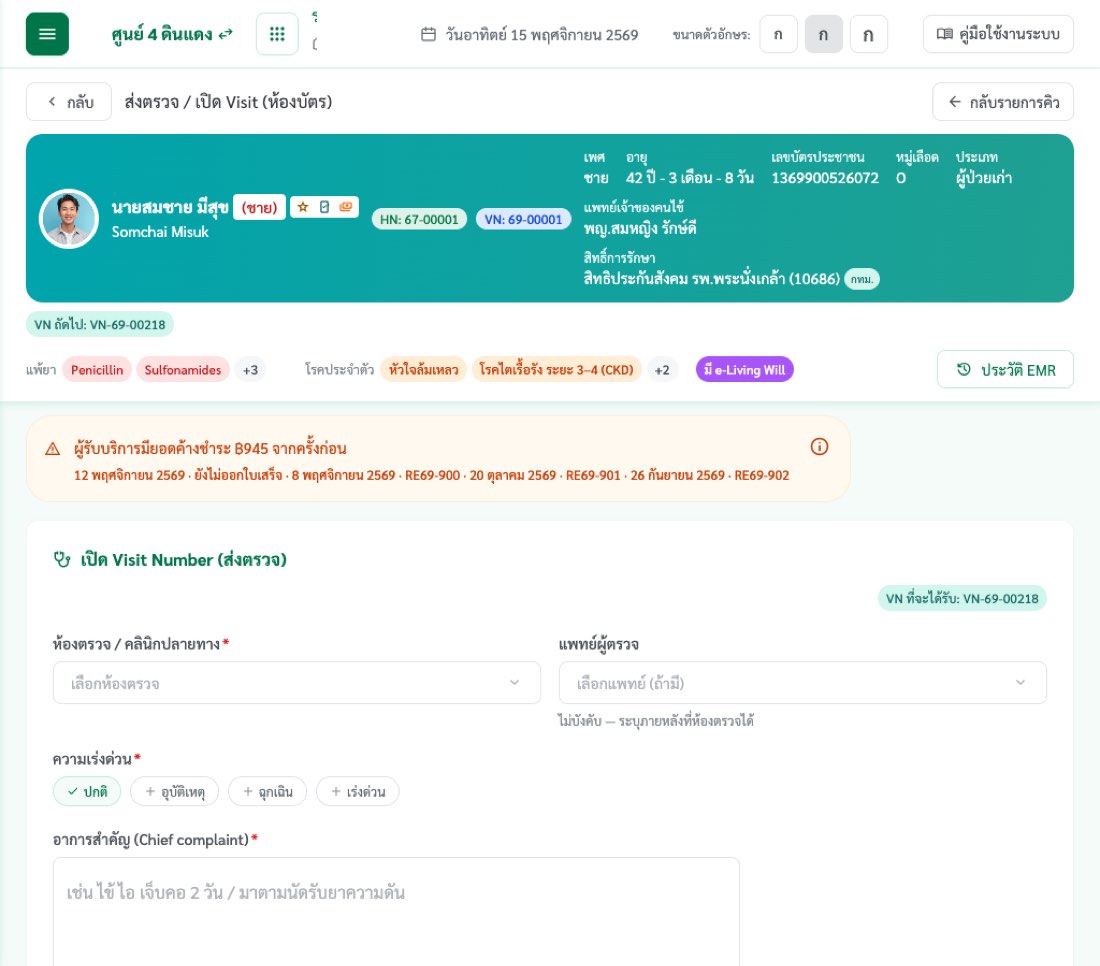 ศูนย์ 4 ดินแดง
วันอาทิตย์ 15 พฤศจิกายน 2569
ขนาดตัวอักษร:
ก ก ก
คู่มือใช้งานระบบ
กลับ
ส่งตรวจ / เปิด Visit (ห้องบัตร)
กลับรายการคิว
นายสมชาย มีสุข (ชาย)
Somchai Misuk
HN: 67-00001
VN: 69-00001
เพศ อายุ เลขบัตรประชาชน หมู่เลือด ประเภท
ชาย 42 ปี - 3 เดือน - 8 วัน 1369900526072 O ผู้ป่วยเก่า
แพทย์เจ้าของคนไข้
พญ.สมหญิง รักษ์ดี
สิทธิ์การรักษา
สิทธิประกันสังคม รพ.พระนั่งเกล้า (10686) กทม.
VN ถัดไป: VN-69-00218
แพ้ยา Penicillin Sulfonamides +3
โรคประจำตัว หัวใจล้มเหลว โรคไตเรื้อรัง ระยะ 3–4 (CKD) +2
มี e-Living Will
ประวัติ EMR
ผู้รับบริการมียอดค้างชำระ ฿945 จากครั้งก่อน
12 พฤศจิกายน 2569 · ยังไม่ออกใบเสร็จ · 8 พฤศจิกายน 2569 · RE69-900 · 20 ตุลาคม 2569 · RE69-901 · 26 กันยายน 2569 · RE69-902
เปิด Visit Number (ส่งตรวจ)
VN ที่จะได้รับ: VN-69-00218
ห้องตรวจ / คลินิกปลายทาง*
เลือกห้องตรวจ
แพทย์ผู้ตรวจ
เลือกแพทย์ (ถ้ามี)
ไม่บังคับ — ระบุภายหลังที่ห้องตรวจได้
ความเร่งด่วน*
ปกติ + อุบัติเหตุ + ฉุกเฉิน + เร่งด่วน
อาการสำคัญ (Chief complaint)*
เช่น ไข้ ไอ เจ็บคอ 2 วัน / มาตามนัดรับยาความดัน